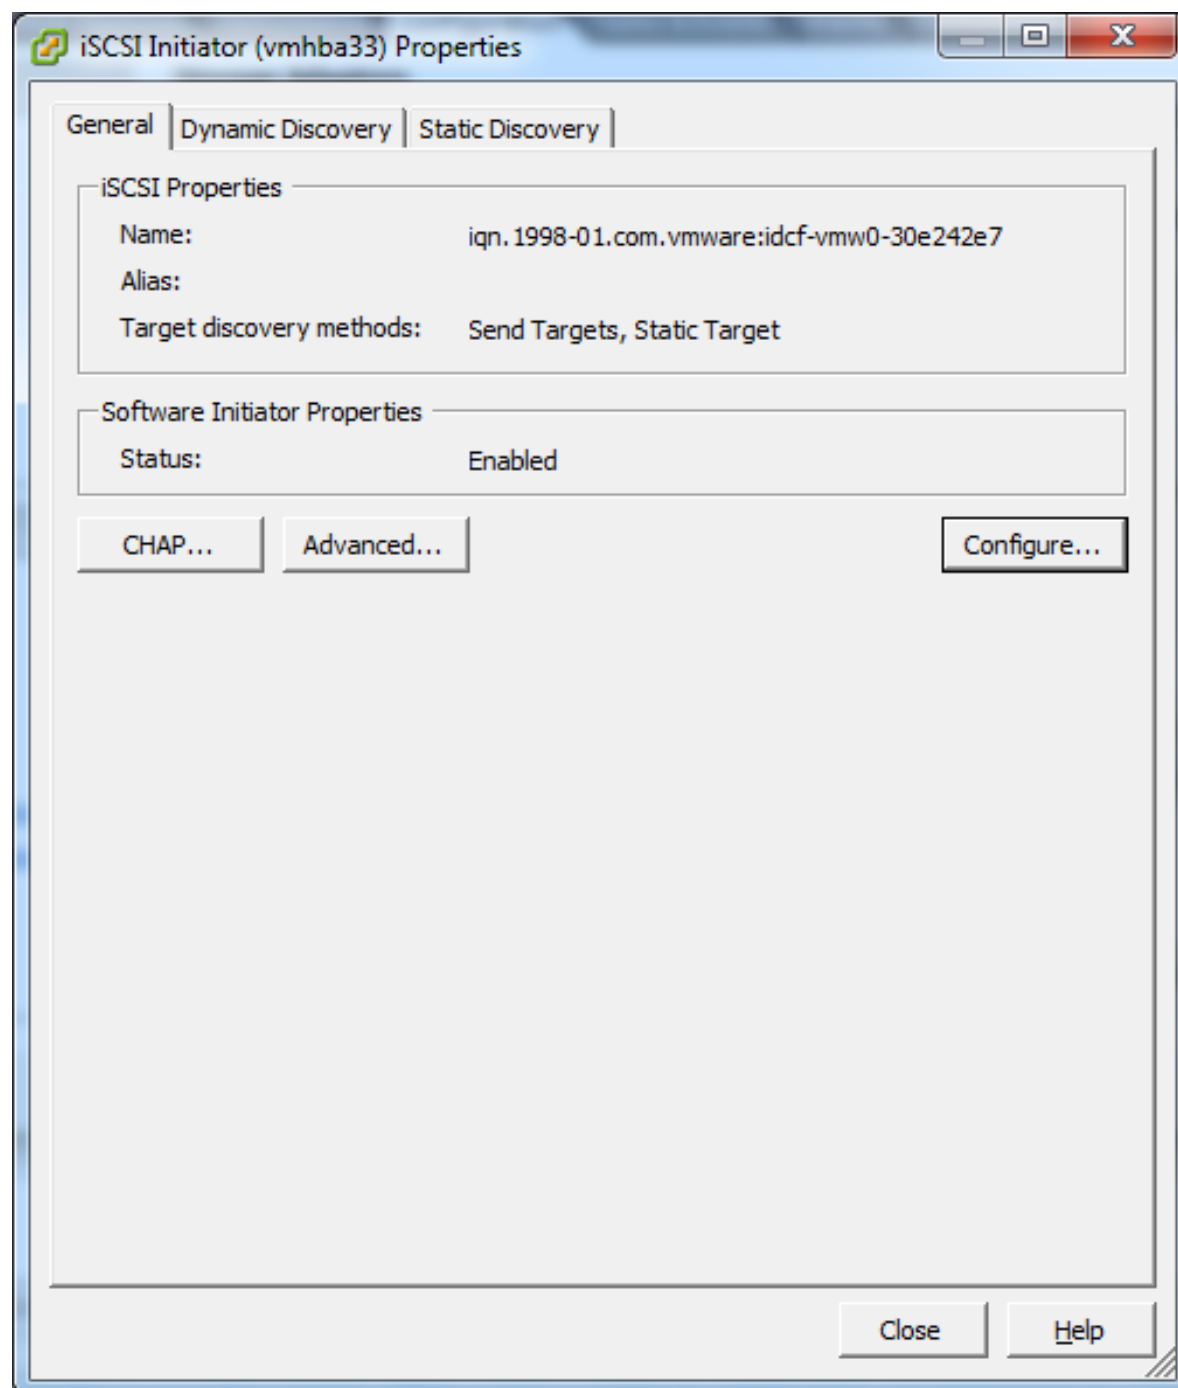 iSCSI Initiator (vmhba33) Properties
General Dynamic Discovery Static Discovery
iSCSI Properties
Name: iqn.1998-01.com.vmware:idcf-vmw0-30e242e7
Alias:
Target discovery methods: Send Targets, Static Target
Software Initiator Properties
Status: Enabled
CHAP... Advanced... Configure...
Close Help